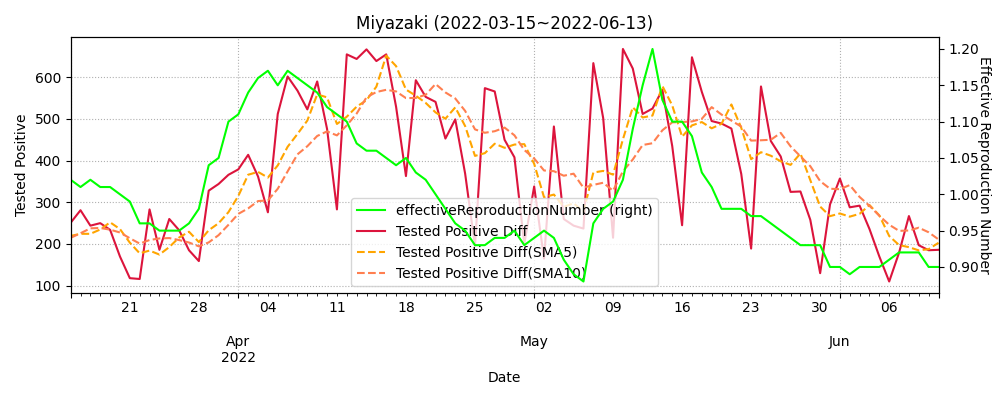 Miyazaki (2022-03-15~2022-06-13)
Tested Positive
600
500
400
300
200
100
1.20
1.15
1.10
1.05
1.00
0.95
0.90
Effective Reproduction Number
effectiveReproductionNumber (right)
Tested Positive Diff
Tested Positive Diff(SMA5)
Tested Positive Diff(SMA10)
21 28 04 11 18 25 02 09 16 23 30 06
Apr May Jun
2022
Date